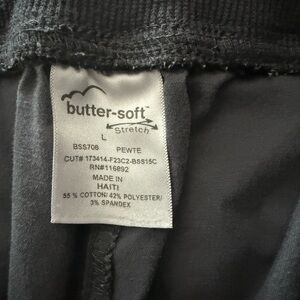 butter-soft™
Stretch
L
BSS708 PEWTE
CUT# 173414-F23C2-BSS15C
RN#116892
MADE IN
HAITI
55 % COTTON/ 42% POLYESTER/
3% SPANDEX